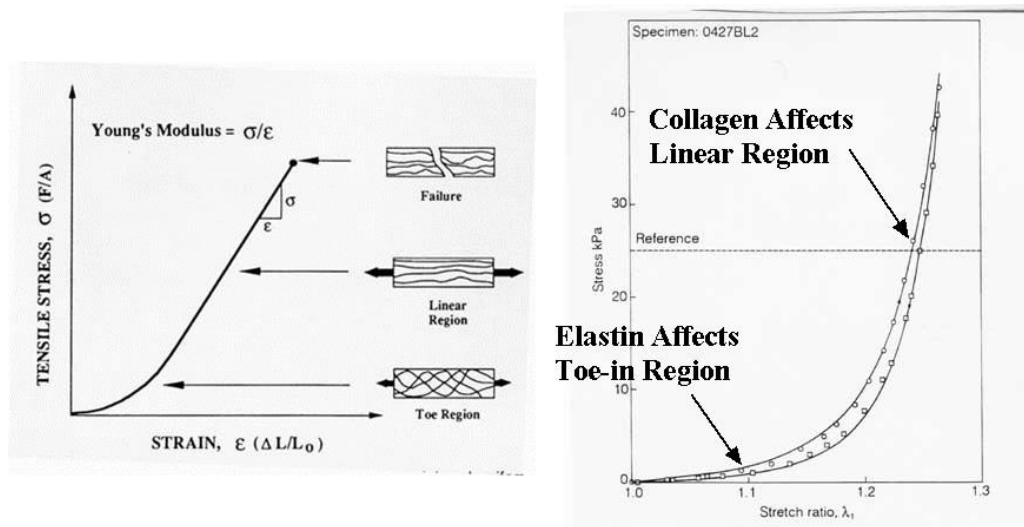 Young's Modulus = σ/ε
TENSILE STRESS, σ (F/A)
σ
ε
Failure
Linear
Region
Toe Region
STRAIN, ε (ΔL/L₀)
Specimen: 0427BL2
Collagen Affects
Linear Region
Reference
Elastin Affects
Toe-in Region
Stress kPa
40
30
20
10
0
1.0
1.1
1.2
1.3
Stretch ratio, λ₁